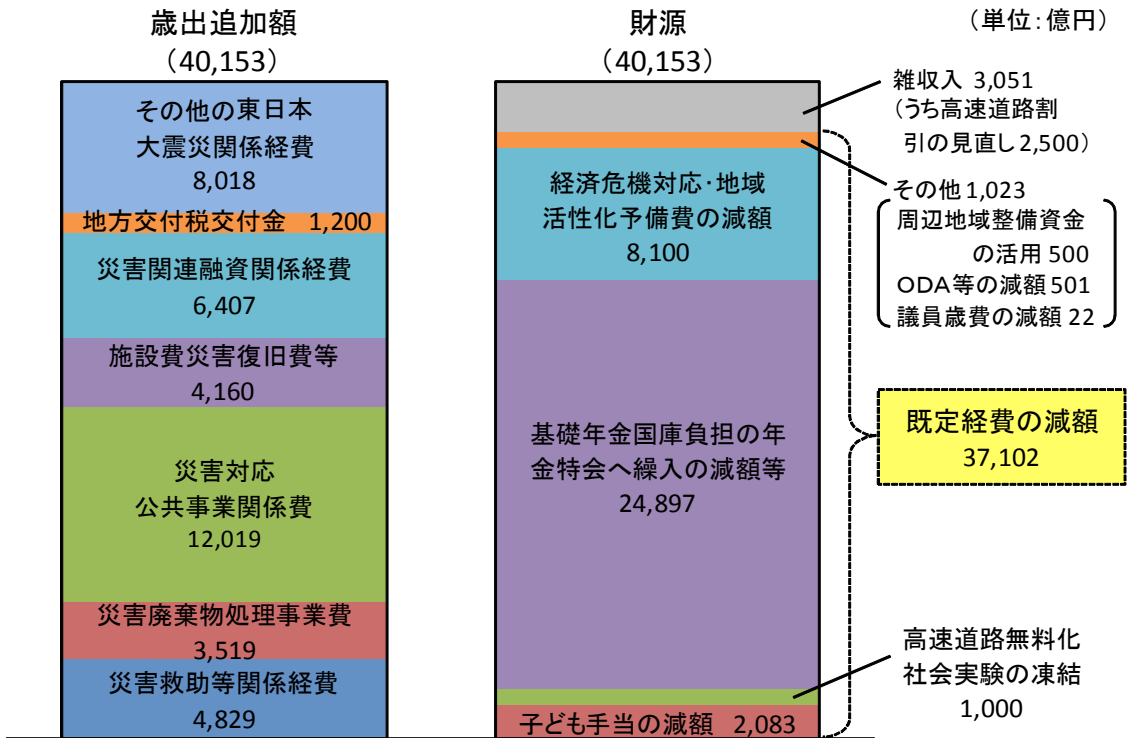 歳出追加額
（40,153）
その他の東日本
大震災関係経費
8,018
地方交付税交付金 1,200
災害関連融資関係経費
6,407
施設費災害復旧費等
4,160
災害対応
公共事業関係費
12,019
災害廃棄物処理事業費
3,519
災害救助等関係経費
4,829
財源
（40,153）
経済危機対応・地域
活性化予備費の減額
8,100
基礎年金国庫負担の年
金特会へ繰入の減額等
24,897
子ども手当の減額 2,083
（単位：億円）
雑収入 3,051
（うち高速道路割
引の見直し2,500）
その他 1,023
周辺地域整備資金
の活用 500
ODA等の減額 501
議員歳費の減額 22
既定経費の減額
37,102
高速道路無料化
社会実験の凍結
1,000